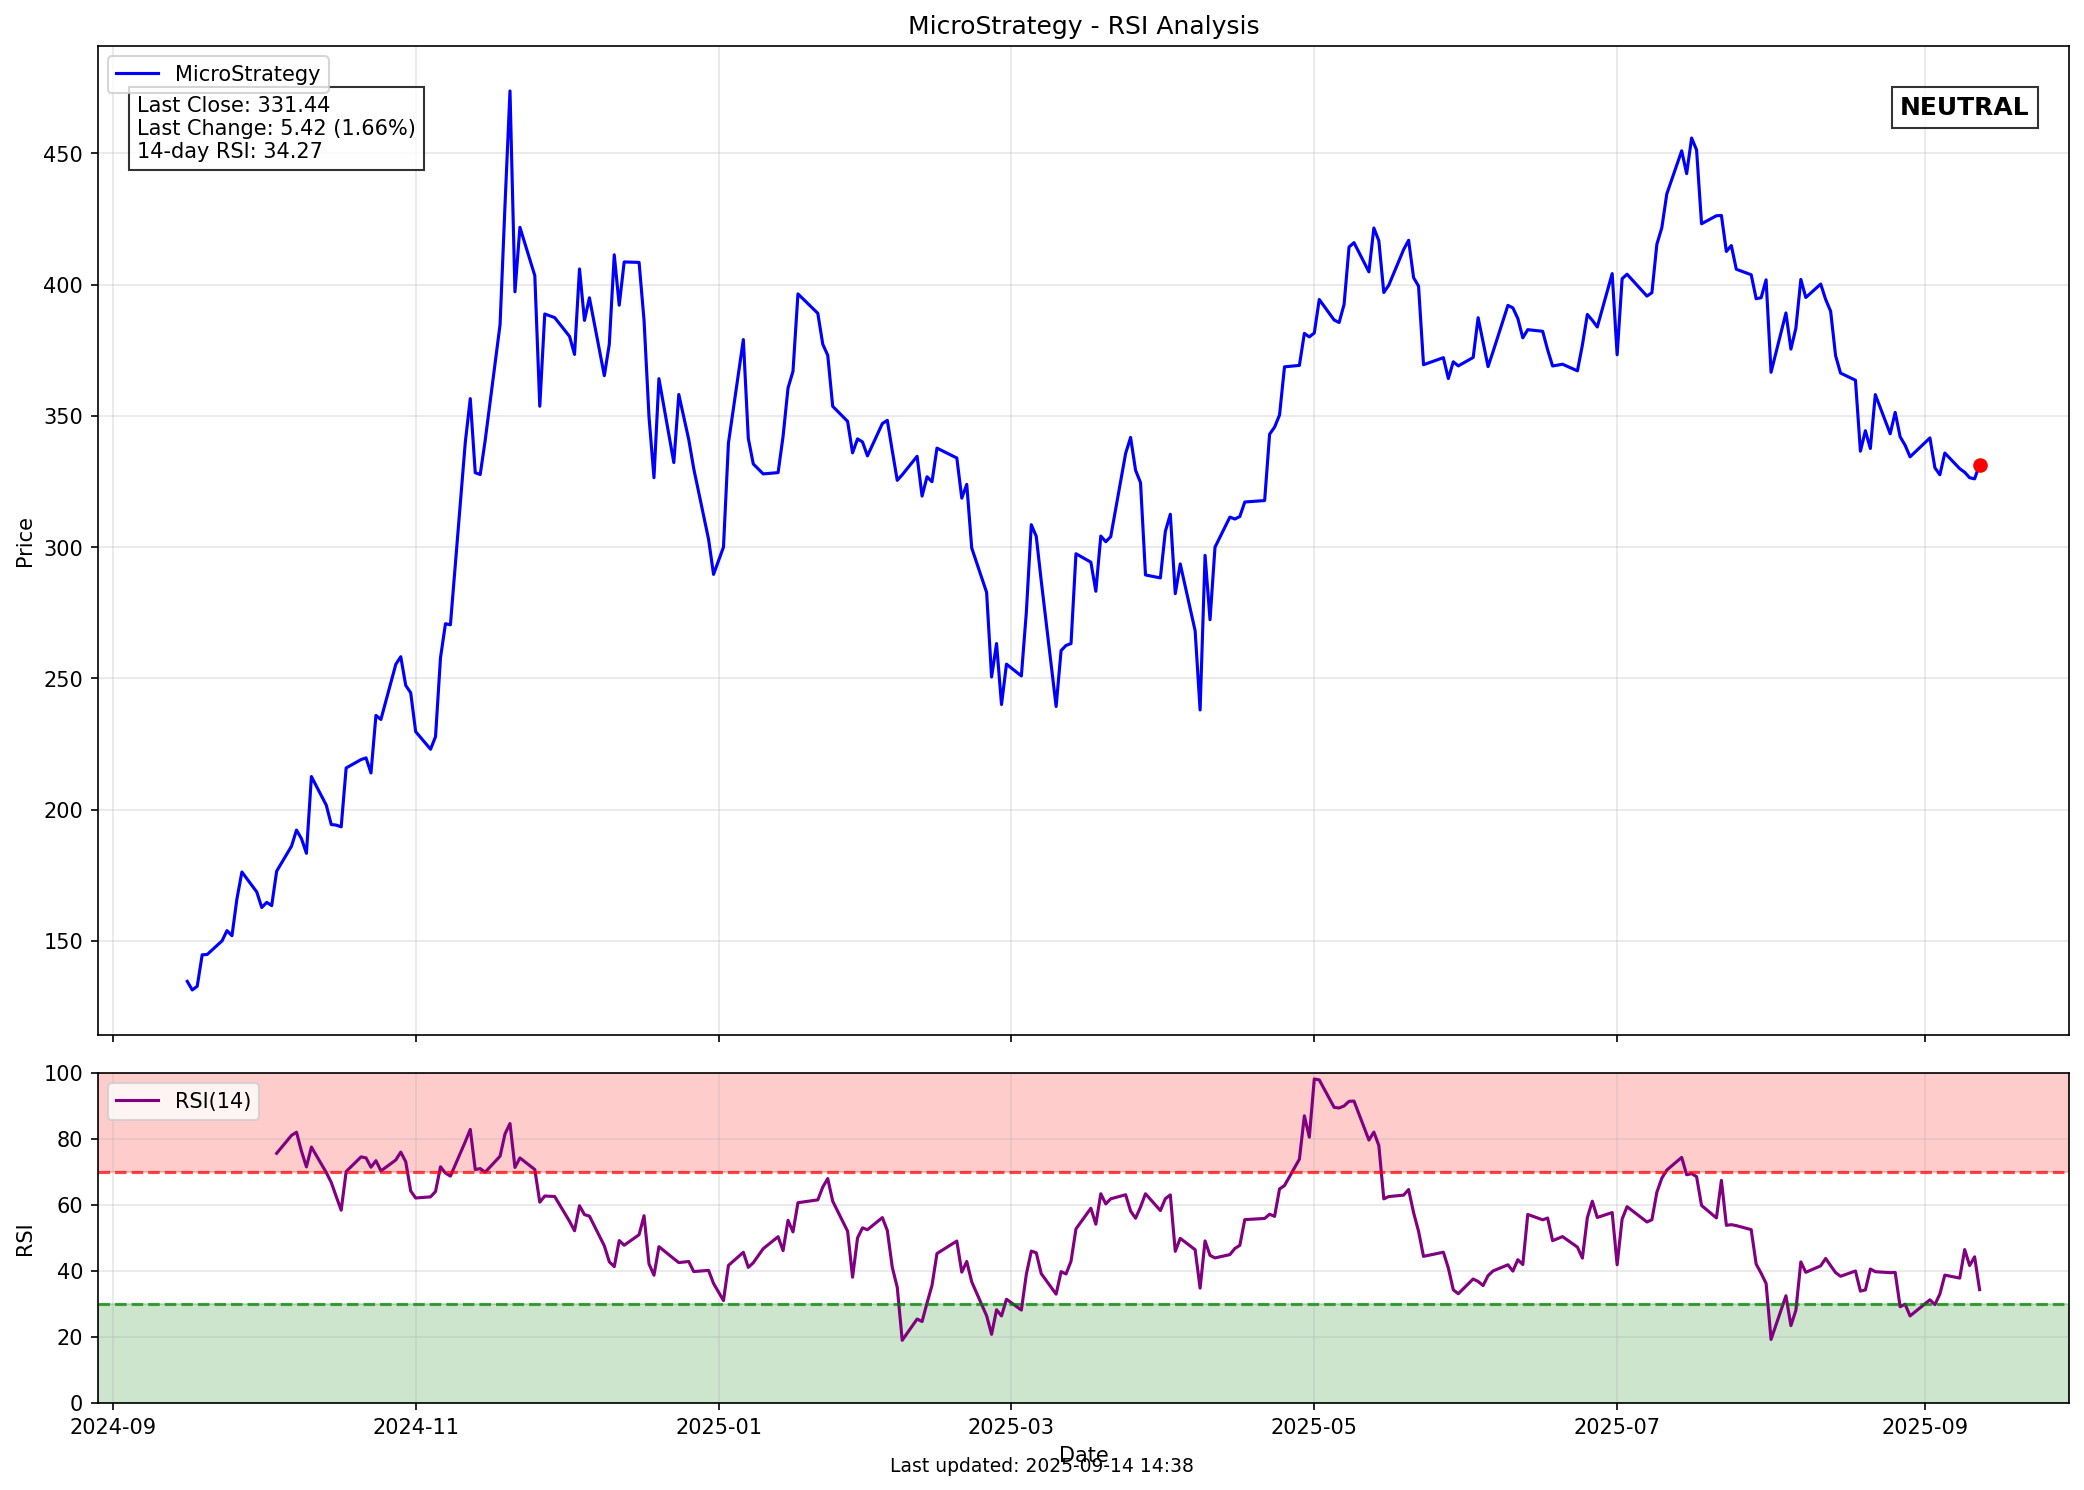 MicroStrategy - RSI Analysis
MicroStrategy
Last Close: 331.44
Last Change: 5.42 (1.66%)
14-day RSI: 34.27
NEUTRAL
450
400
350
300
250
200
150
Price
RSI(14)
100
80
60
40
20
0
RSI
2024-09
2024-11
2025-01
2025-03
2025-05
2025-07
2025-09
Date
Last updated: 2025-09-14 14:38